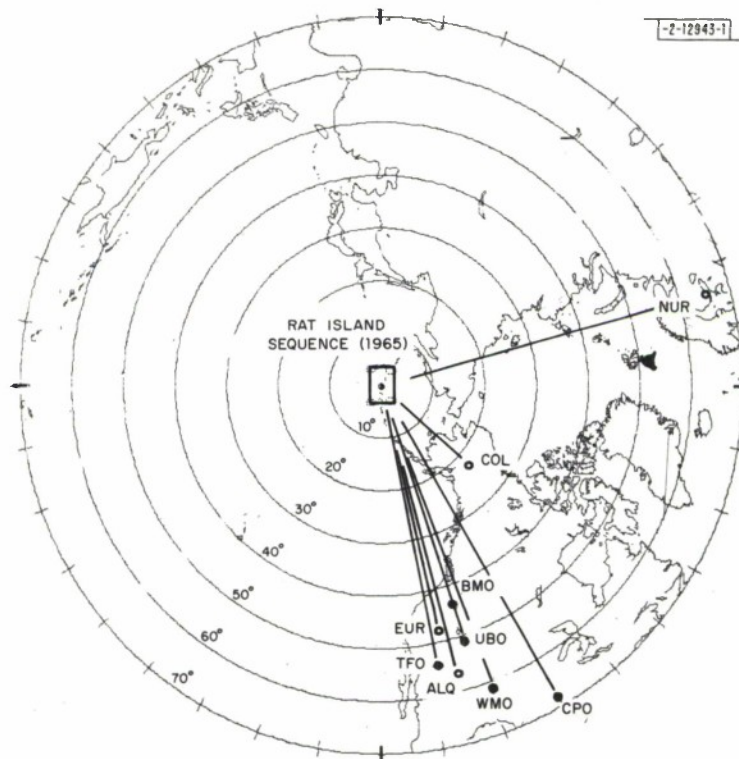 -2-12943-1
NUR
RAT ISLAND
SEQUENCE (1965)
10°
COL
20°
30°
40°
BMO
50°
EUR
UBO
60°
TFO
ALQ
70°
WMO
CPO